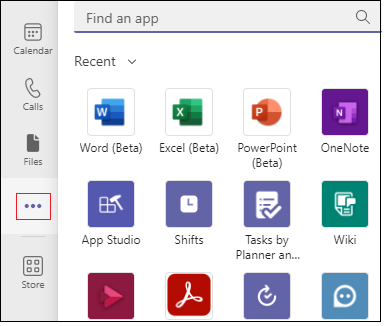 Find an app
Calendar
Recent
Calls
Files
Word (Beta)
Excel (Beta)
PowerPoint
(Beta)
OneNote
App Studio
Shifts
Tasks by
Planner an...
Wiki
Store